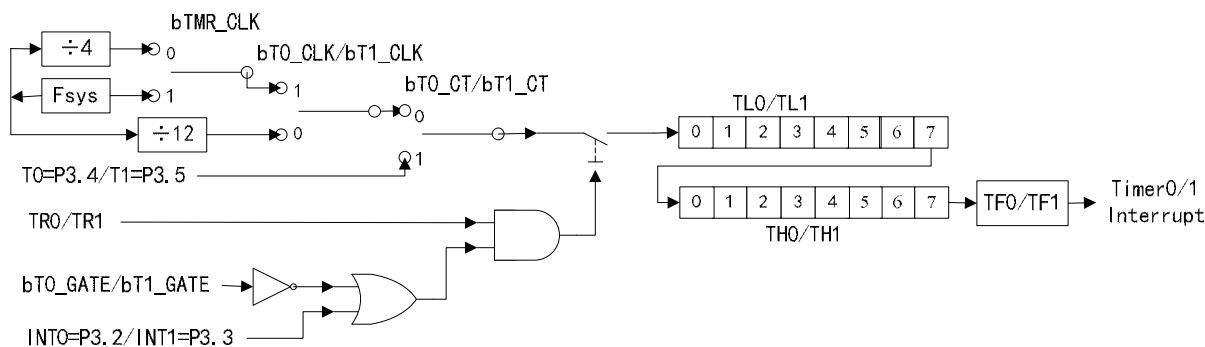 bTMR_CLK
÷4
0
bT0_CLK/bT1_CLK
Fsys
1
1
bT0_CT/bT1_CT
0
÷12
0
1
T0=P3.4/T1=P3.5
TL0/TL1
0 1 2 3 4 5 6 7
0 1 2 3 4 5 6 7
TH0/TH1
TF0/TF1
Timer0/1
Interrupt
TR0/TR1
bT0_GATE/bT1_GATE
INT0=P3.2/INT1=P3.3